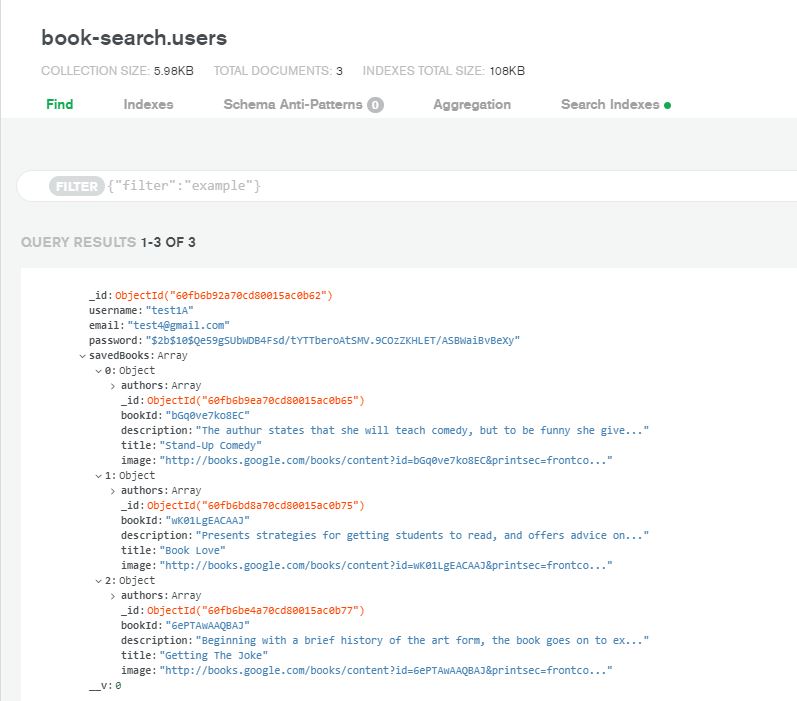 book-search.users
COLLECTION SIZE: 5.98KB TOTAL DOCUMENTS: 3 INDEXES TOTAL SIZE: 108KB
Find Indexes Schema Anti-Patterns 0 Aggregation Search Indexes
FILTER {"filter":"example"}
QUERY RESULTS 1-3 OF 3
_id: ObjectId("60fb6b92a70cd80015ac0b62")
username: "test1A"
email: "test4@gmail.com"
password: "$2b$10$Qe59gSUbWDB4Fsd/tYTTberoAtSMV.9COzZKHLET/ASBWaiBvBeXy"
savedBooks: Array
0: Object
authors: Array
_id: ObjectId("60fb6b9ea70cd80015ac0b65")
bookId: "bGq0ve7ko8EC"
description: "The authur states that she will teach comedy, but to be funny she give..."
title: "Stand-Up Comedy"
image: "http://books.google.com/books/content?id=bGq0ve7ko8EC&printsec=frontco..."
1: Object
authors: Array
_id: ObjectId("60fb6bd8a70cd80015ac0b75")
bookId: "wK01LgEACAAJ"
description: "Presents strategies for getting students to read, and offers advice on..."
title: "Book Love"
image: "http://books.google.com/books/content?id=wK01LgEACAAJ&printsec=frontco..."
2: Object
authors: Array
_id: ObjectId("60fb6be4a70cd80015ac0b77")
bookId: "6ePTAwAAQBAJ"
description: "Beginning with a brief history of the art form, the book goes on to ex..."
title: "Getting The Joke"
image: "http://books.google.com/books/content?id=6ePTAwAAQBAJ&printsec=frontco..."
__v: 0